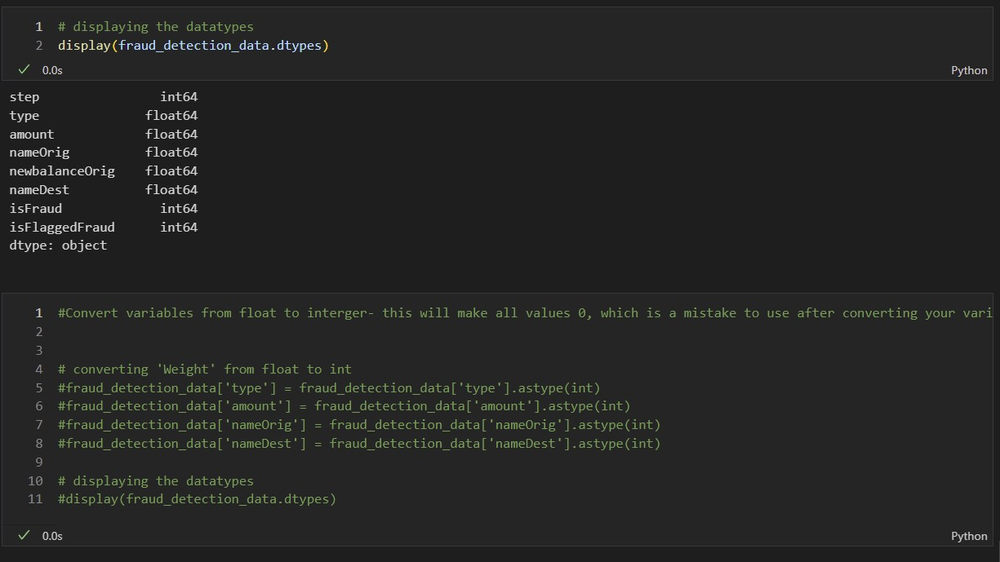 1 # displaying the datatypes
2 display(fraud_detection_data.dtypes)
✓ 0.0s Python
step int64
type float64
amount float64
nameOrig float64
newbalanceOrig float64
nameDest float64
isFraud int64
isFlaggedFraud int64
dtype: object
1 #Convert variables from float to interger- this will make all values 0, which is a mistake to use after converting your vari
2
3
4 # converting 'Weight' from float to int
5 #fraud_detection_data['type'] = fraud_detection_data['type'].astype(int)
6 #fraud_detection_data['amount'] = fraud_detection_data['amount'].astype(int)
7 #fraud_detection_data['nameOrig'] = fraud_detection_data['nameOrig'].astype(int)
8 #fraud_detection_data['nameDest'] = fraud_detection_data['nameDest'].astype(int)
9
10 # displaying the datatypes
11 #display(fraud_detection_data.dtypes)
✓ 0.0s Python